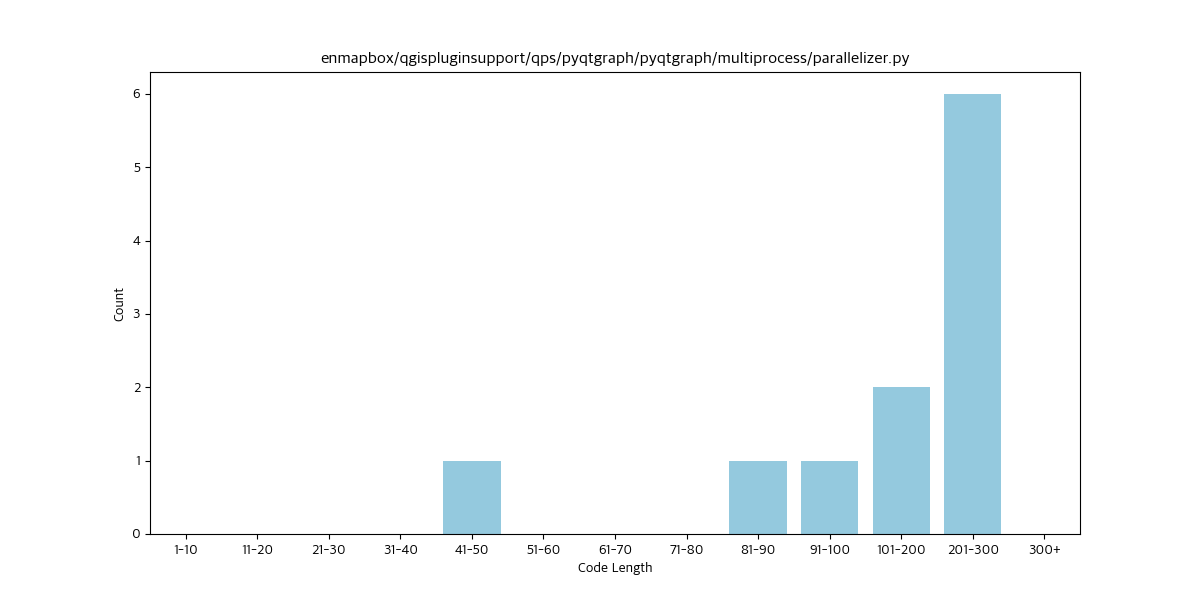 enmapbox/qgispluginsupport/qps/pyqtgraph/pyqtgraph/multiprocess/parallelizer.py
6
5
4
3
2
1
0
Count
1-10 11-20 21-30 31-40 41-50 51-60 61-70 71-80 81-90 91-100 101-200 201-300 300+
Code Length